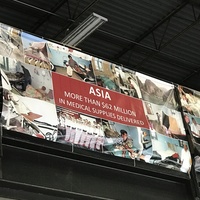 ASIA
MORE THAN $62 MILLION
IN MEDICAL SUPPLIES DELIVERED